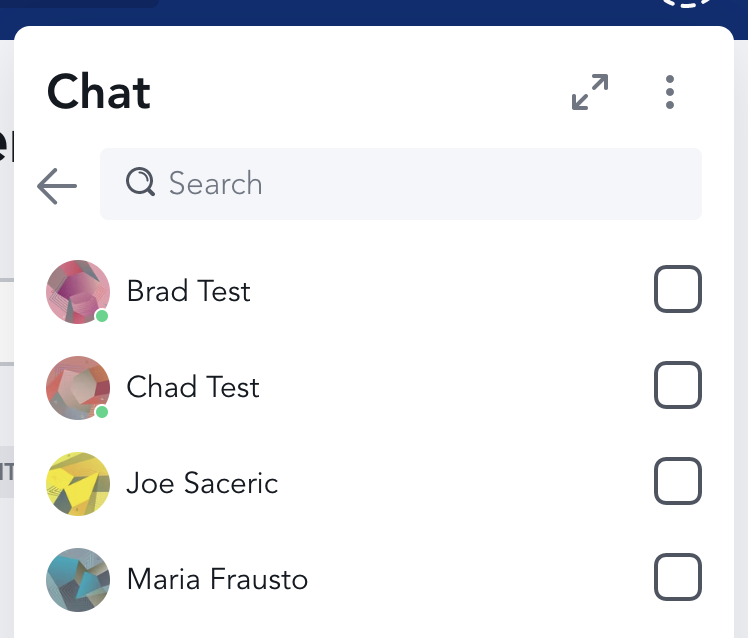 Chat
Search
Brad Test
Chad Test
Joe Saceric
Maria Frausto